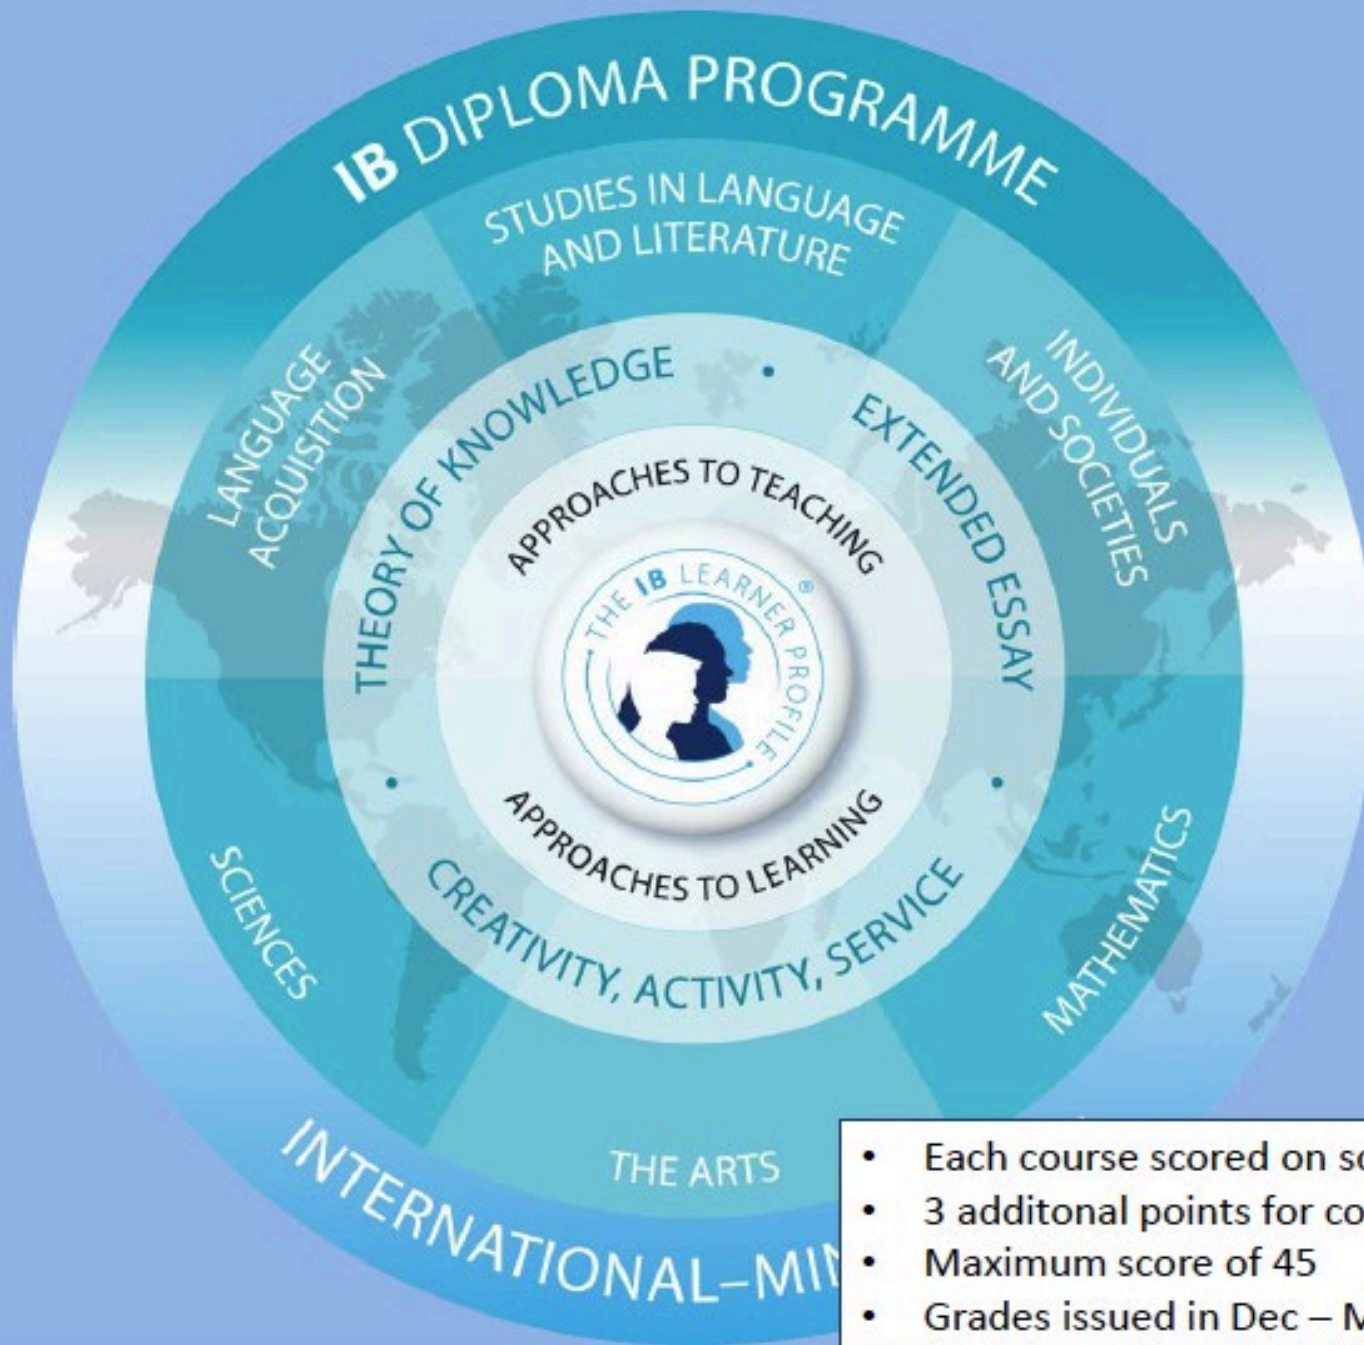 IB DIPLOMA PROGRAMME
STUDIES IN LANGUAGE
AND LITERATURE
LANGUAGE
ACQUISITION
INDIVIDUALS
AND SOCIETIES
THEORY OF KNOWLEDGE •
EXTENDED ESSAY •
APPROACHES TO TEACHING
THE IB LEARNER PROFILE ®
APPROACHES TO LEARNING
CREATIVITY, ACTIVITY, SERVICE •
SCIENCES
MATHEMATICS
THE ARTS
INTERNATIONAL–
• Each course scored on
• 3 additonal points for
• Maximum score of 45
• Grades issued in Dec –